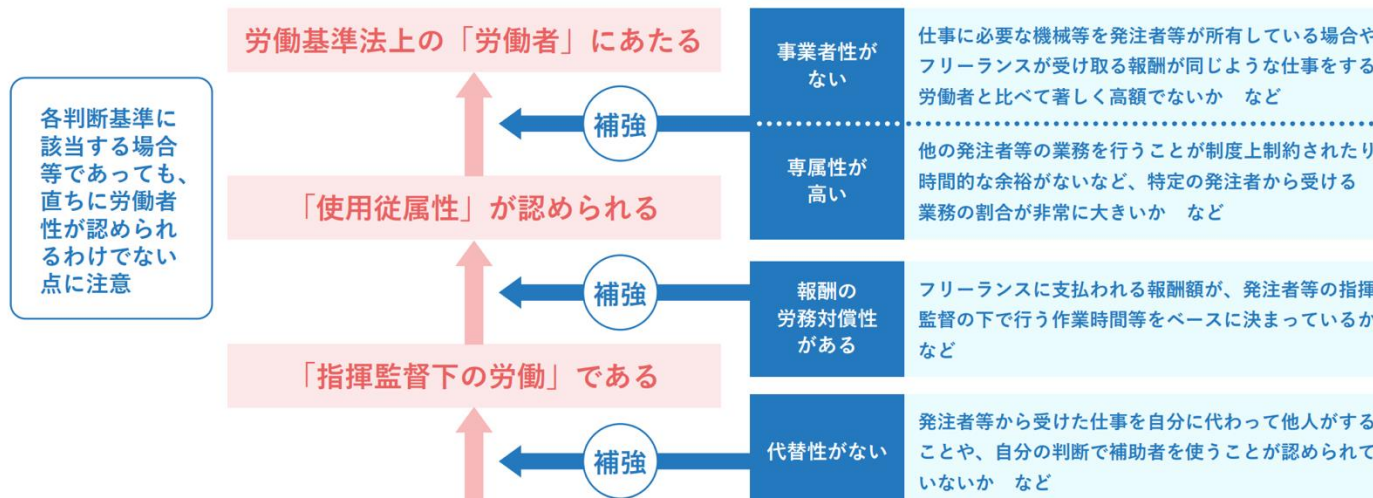 各判断基準に
該当する場合
等であっても、
直ちに労働者
性が認められ
るわけでない
点に注意
労働基準法上の「労働者」にあたる
補強
事業者性が
ない
仕事に必要な機械等を発注者等が所有している場合や
フリーランスが受け取る報酬が同じような仕事をする
労働者と比べて著しく高額でないか　など
専属性が
高い
他の発注者等の業務を行うことが制度上制約されたり
時間的な余裕がないなど、特定の発注者から受ける
業務の割合が非常に大きいか　など
「使用従属性」が認められる
補強
報酬の
労務対償性
がある
フリーランスに支払われる報酬額が、発注者等の指揮
監督の下で行う作業時間等をベースに決まっているか
など
「指揮監督下の労働」である
補強
代替性がない
発注者等から受けた仕事を自分に代わって他人がする
ことや、自分の判断で補助者を使うことが認められて
いないか　など